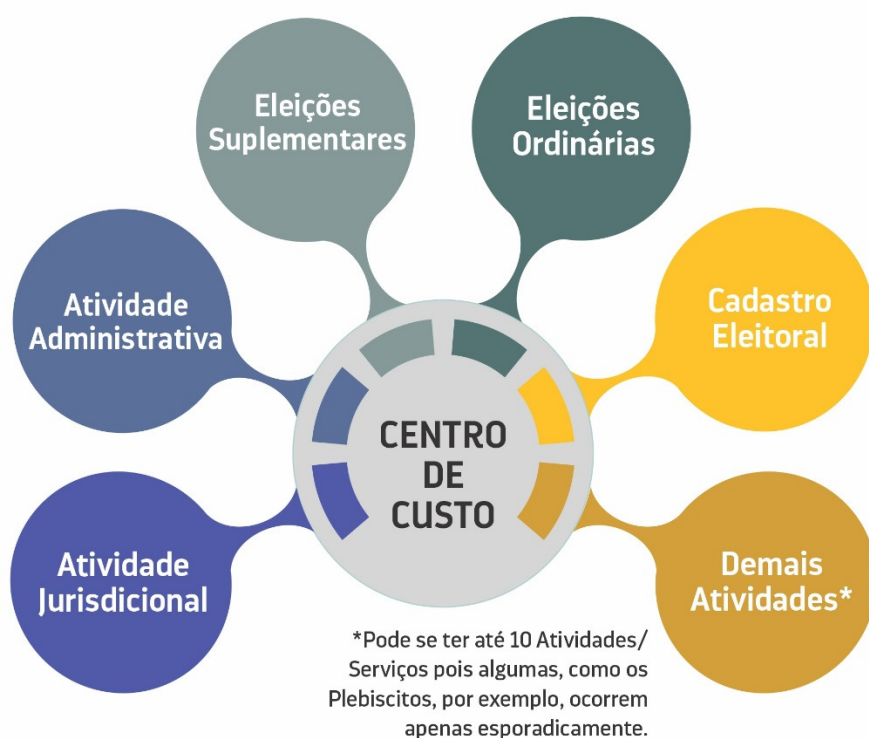 Eleições
Suplementares
Eleições
Ordinárias
Atividade
Administrativa
Cadastro
Eleitoral
CENTRO
DE
CUSTO
Atividade
Jurisdicional
Demais
Atividades*
*Pode se ter até 10 Atividades/
Serviços pois algumas, como os
Plebiscitos, por exemplo, ocorrem
apenas esporadicamente.